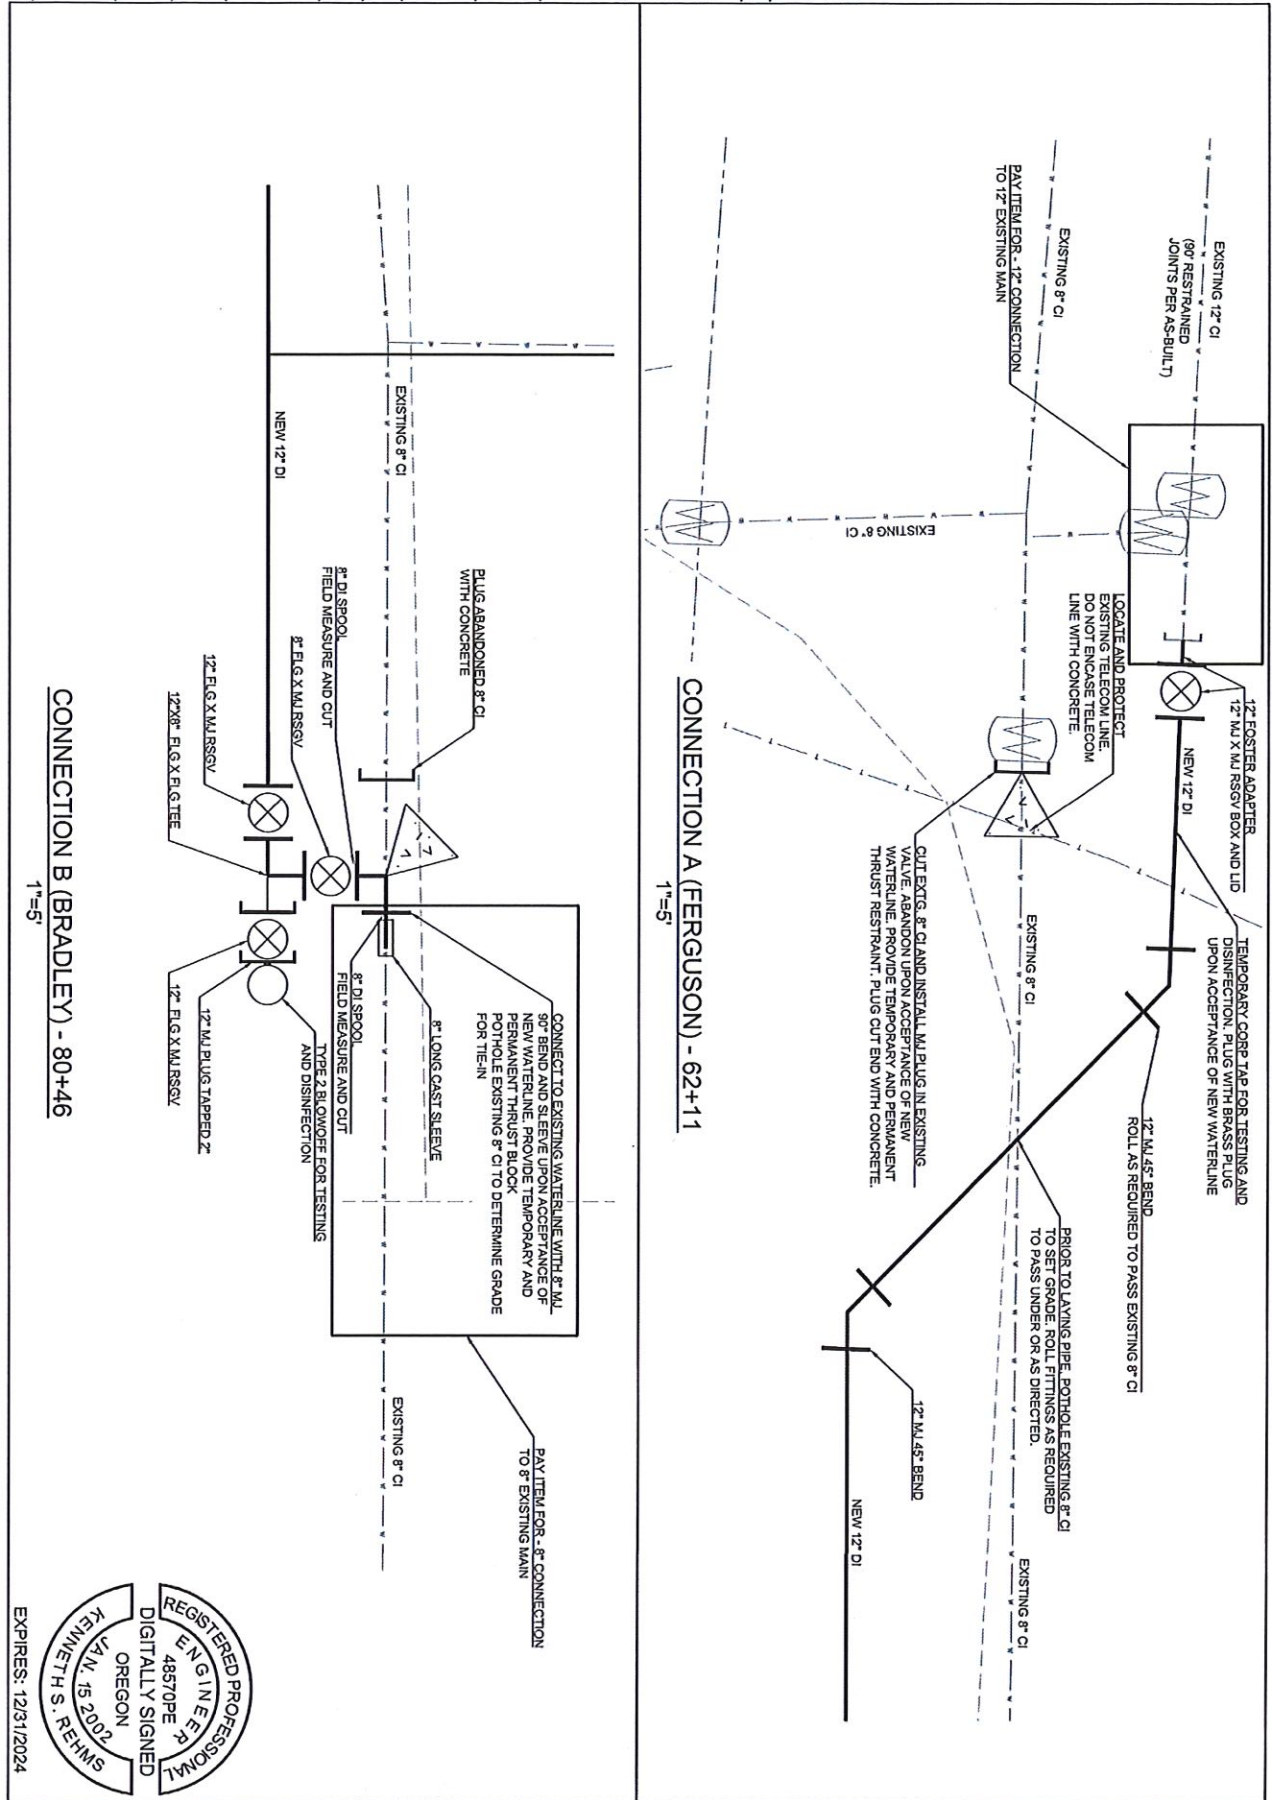 EXISTING 12" CI
(90' RESTRAINED
JOINTS PER AS-BUILT)
EXISTING 8" CI
PAY ITEM FOR - 12" CONNECTION
TO 12" EXISTING MAIN
EXISTING 8" CI
12" FOSTER ADAPTER
12" MJ X MJ RSGV BOX AND LID
LOCATE AND PROTECT
EXISTING TELECOM LINE.
DO NOT ENCASE TELECOM
LINE WITH CONCRETE.
NEW 12" DI
TEMPORARY CORP TAP FOR TESTING AND
DISINFECTION. PLUG WITH BRASS PLUG
UPON ACCEPTANCE OF NEW WATERLINE
12" MJ 45° BEND
ROLL AS REQUIRED TO PASS EXISTING 8" CI
EXISTING 8" CI
CUT EXTG. 8" CI AND INSTALL MJ PLUG IN EXISTING
VALVE. ABANDON UPON ACCEPTANCE OF NEW
WATERLINE. PROVIDE TEMPORARY AND PERMANENT
THRUST RESTRAINT. PLUG CUT END WITH CONCRETE.
PRIOR TO LAYING PIPE, POTHOLE EXISTING 8" CI
TO SET GRADE. ROLL FITTINGS AS REQUIRED
TO PASS UNDER OR AS DIRECTED.
EXISTING 8" CI
12" MJ 45° BEND
NEW 12" DI
CONNECTION A (FERGUSON) - 62+11
1"=5'
EXISTING 8" CI
NEW 12" DI
PLUG ABANDONED 8" CI
WITH CONCRETE
8" DI SPOOL
FIELD MEASURE AND CUT
8" FLG X MJ RSGV
12" FLG X MJ RSGV
12"X8" FLG X FLG TEE
CONNECT TO EXISTING WATERLINE WITH 8" MJ
90° BEND AND SLEEVE UPON ACCEPTANCE OF
NEW WATERLINE. PROVIDE TEMPORARY AND
PERMANENT THRUST BLOCK
POTHOLE EXISTING 8" CI TO DETERMINE GRADE
FOR TIE-IN
8" LONG CAST SLEEVE
8" DI SPOOL
FIELD MEASURE AND CUT
TYPE 2 BLOWOFF FOR TESTING
AND DISINFECTION
12" MJ PLUG TAPPED 2"
12" FLG X MJ RSGV
EXISTING 8" CI
PAY ITEM FOR - 8" CONNECTION
TO 8" EXISTING MAIN
CONNECTION B (BRADLEY) - 80+46
1"=5'
REGISTERED PROFESSIONAL
ENGINEER
48570PE
DIGITALLY SIGNED
OREGON
JAN. 15 2002
KENNETH S. REHMS
EXPIRES: 12/31/2024